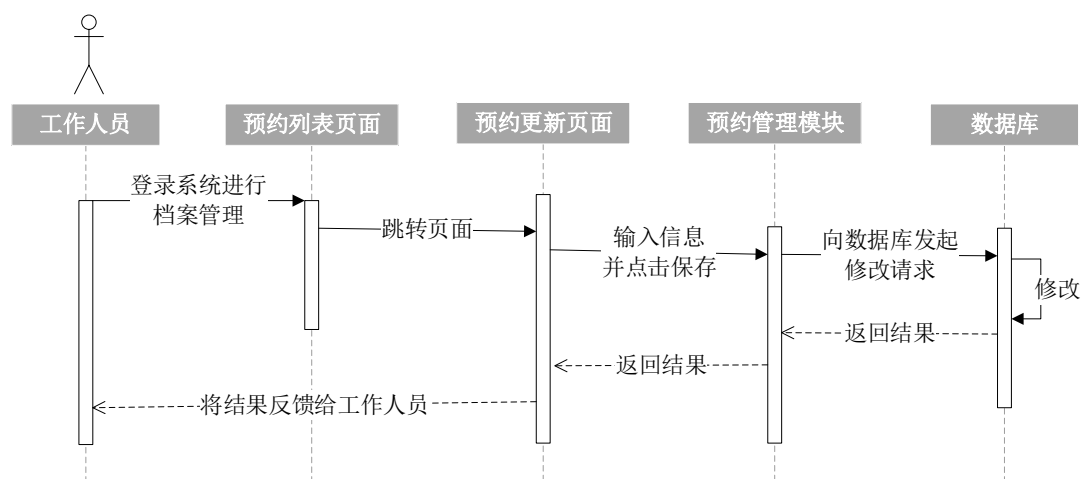 工作人员
预约列表页面
预约更新页面
预约管理模块
数据库
登录系统进行
档案管理
跳转页面
输入信息
并点击保存
向数据库发起
修改请求
修改
返回结果
返回结果
将结果反馈给工作人员